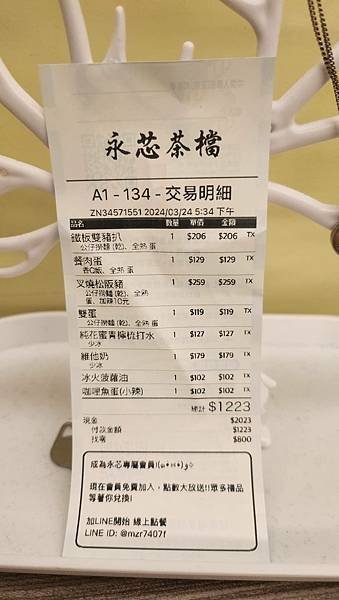 永芯茶檔
A1 - 134 - 交易明細
ZN34571551 2024/03/24 5:34 下午
品名 數量 單價 金額
鐵板雙豬扒 1 $206 $206 TX
公仔撈麵 (乾)、全熟 蛋
餐肉蛋 1 $129 $129 TX
全熟 蛋
叉燒松阪豬 1 $259 $259 TX
公仔撈麵 (乾)、全熟
蛋、加辣10元
雙蛋 1 $119 $119 TX
公仔撈麵 (乾)、全熟 蛋
純花蜜青檸梳打水 1 $127 $127 TX
少冰
維他奶 1 $179 $179 TX
少冰
冰火菠蘿油 1 $102 $102 TX
咖哩魚蛋(小辣) 1 $102 $102 TX
總計 $1223
現金 $2023
付款金額 $1223
找零 $800
成為永芯專屬會員!
現在會員免費加入，點數大放送!!眾多禮品
等著你兌換!
加LINE開始 線上點餐
LINE ID: @mzr7407f